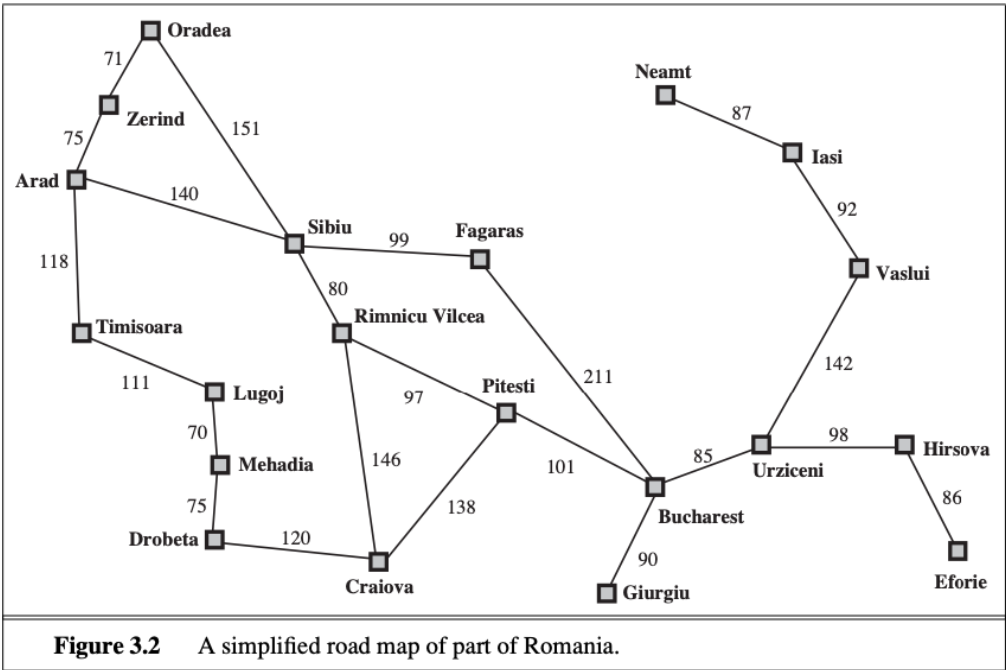 Oradea
71
Neamt
Zerind
87
151
75
Iasi
Arad
140
92
Sibiu
Fagaras
99
118
Vaslui
80
Rimnicu Vilcea
Timisoara
142
111
Pitesti
211
Lugoj
97
70
98
Hirsova
85
146
Mehadia
101
Urziceni
86
75
138
Bucharest
Drobeta
120
90
Craiova
Giurgiu
Eforie
Figure 3.2 A simplified road map of part of Romania.